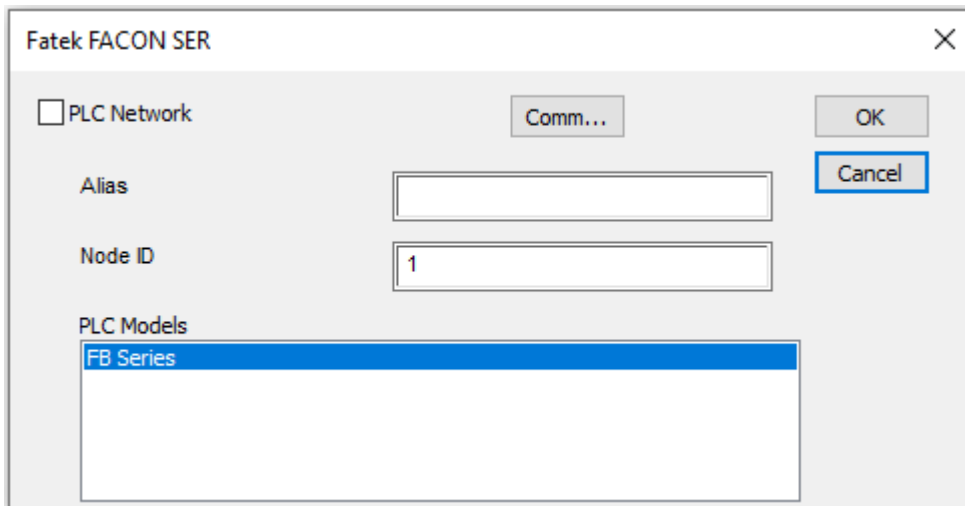 Fatek FACON SER
PLC Network
Comm...
OK
Cancel
Alias
Node ID
1
PLC Models
FB Series